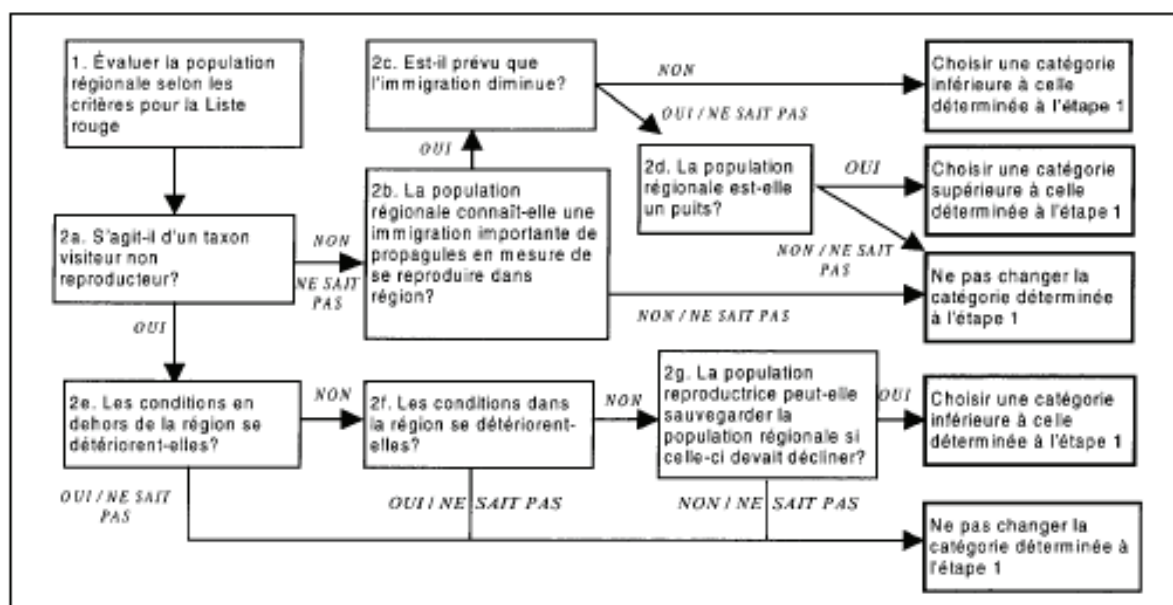 1. Évaluer la population
régionale selon les
critères pour la Liste
rouge
2c. Est-il prévu que
l'immigration diminue?
NON
Choisir une catégorie
inférieure à celle
déterminée à l'étape 1
OUI / NE SAIT PAS
OUI
2d. La population
régionale est-elle
un puits?
OUI
Choisir une catégorie
supérieure à celle
déterminée à l'étape 1
2a. S'agit-il d'un taxon
visiteur non
reproducteur?
NON
NE SAIT
PAS
2b. La population
régionale connaît-elle une
immigration importante de
propagules en mesure de
se reproduire dans
région?
NON / NE SAIT
PAS
NON / NE SAIT PAS
Ne pas changer la
catégorie déterminée
à l'étape 1
OUI
2e. Les conditions en
dehors de la région se
détériorent-elles?
NON
2f. Les conditions dans
la région se détériorent-
elles?
NON
2g. La population
reproductrice peut-elle
sauvegarder la
population régionale si
celle-ci devait décliner?
OUI
Choisir une catégorie
inférieure à celle
déterminée à l'étape 1
OUI / NE SAIT
PAS
OUI / NE SAIT PAS
NON / NE SAIT PAS
Ne pas changer la
catégorie déterminée à
l'étape 1